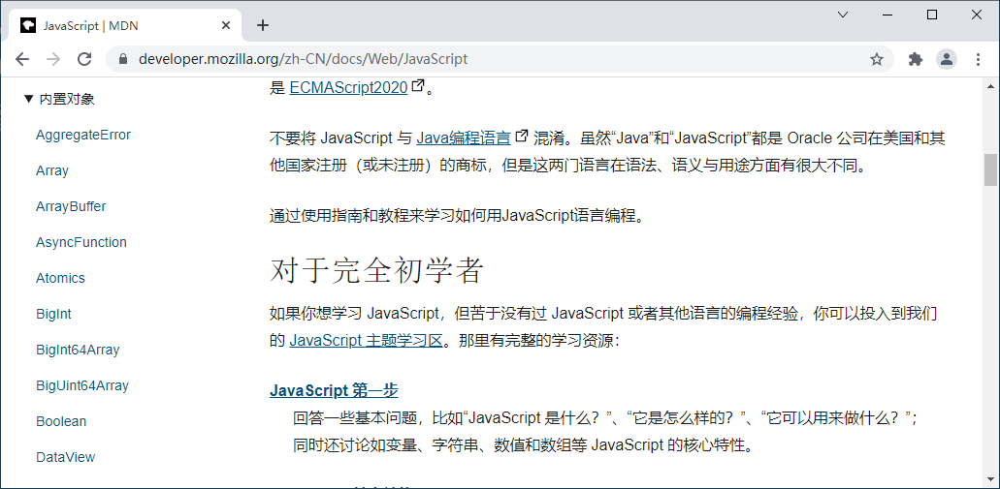 JavaScript | MDN
developer.mozilla.org/zh-CN/docs/Web/JavaScript
▼ 内置对象
AggregateError
Array
ArrayBuffer
AsyncFunction
Atomics
BigInt
BigInt64Array
BigUint64Array
Boolean
DataView
是 ECMAScript2020。
不要将 JavaScript 与 Java编程语言 混淆。虽然“Java”和“JavaScript”都是 Oracle 公司在美国和其
他国家注册（或未注册）的商标，但是这两门语言在语法、语义与用途方面有很大不同。
通过使用指南和教程来学习如何用JavaScript语言编程。
对于完全初学者
如果你想学习 JavaScript，但苦于没有过 JavaScript 或者其他语言的编程经验，你可以投入到我们
的 JavaScript 主题学习区。那里有完整的学习资源：
JavaScript 第一步
回答一些基本问题，比如“JavaScript 是什么？”、“它是怎么样的？”、“它可以用来做什么？”；
同时还讨论如变量、字符串、数值和数组等 JavaScript 的核心特性。